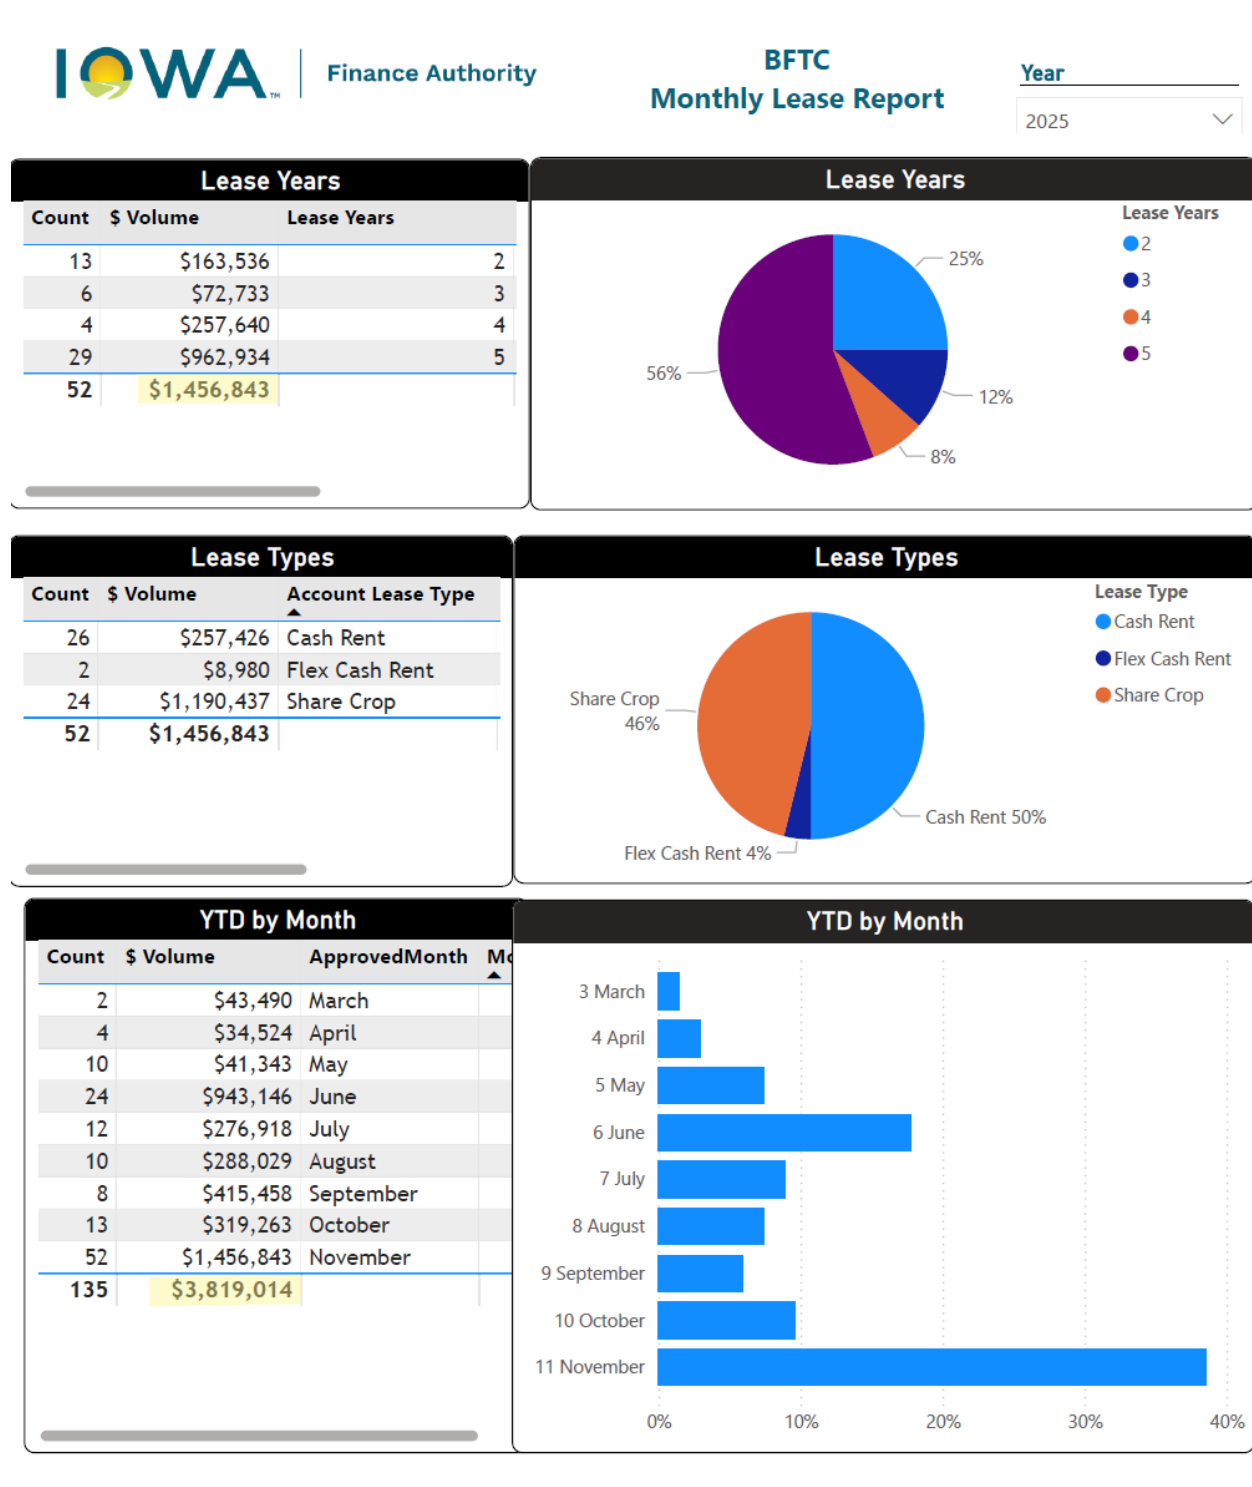 IOWA™ Finance Authority
BFTC
Monthly Lease Report
Year
2025
Lease Years
Count $ Volume Lease Years
13 $163,536 2
6 $72,733 3
4 $257,640 4
29 $962,934 5
52 $1,456,843
Lease Years
Lease Years
2
3
4
5
25%
56%
12%
8%
Lease Types
Count $ Volume Account Lease Type
26 $257,426 Cash Rent
2 $8,980 Flex Cash Rent
24 $1,190,437 Share Crop
52 $1,456,843
Lease Types
Lease Type
Cash Rent
Flex Cash Rent
Share Crop
Share Crop
46%
Cash Rent 50%
Flex Cash Rent 4%
YTD by Month
Count $ Volume ApprovedMonth Mo
2 $43,490 March
4 $34,524 April
10 $41,343 May
24 $943,146 June
12 $276,918 July
10 $288,029 August
8 $415,458 September
13 $319,263 October
52 $1,456,843 November
135 $3,819,014
YTD by Month
3 March
4 April
5 May
6 June
7 July
8 August
9 September
10 October
11 November
0% 10% 20% 30% 40%